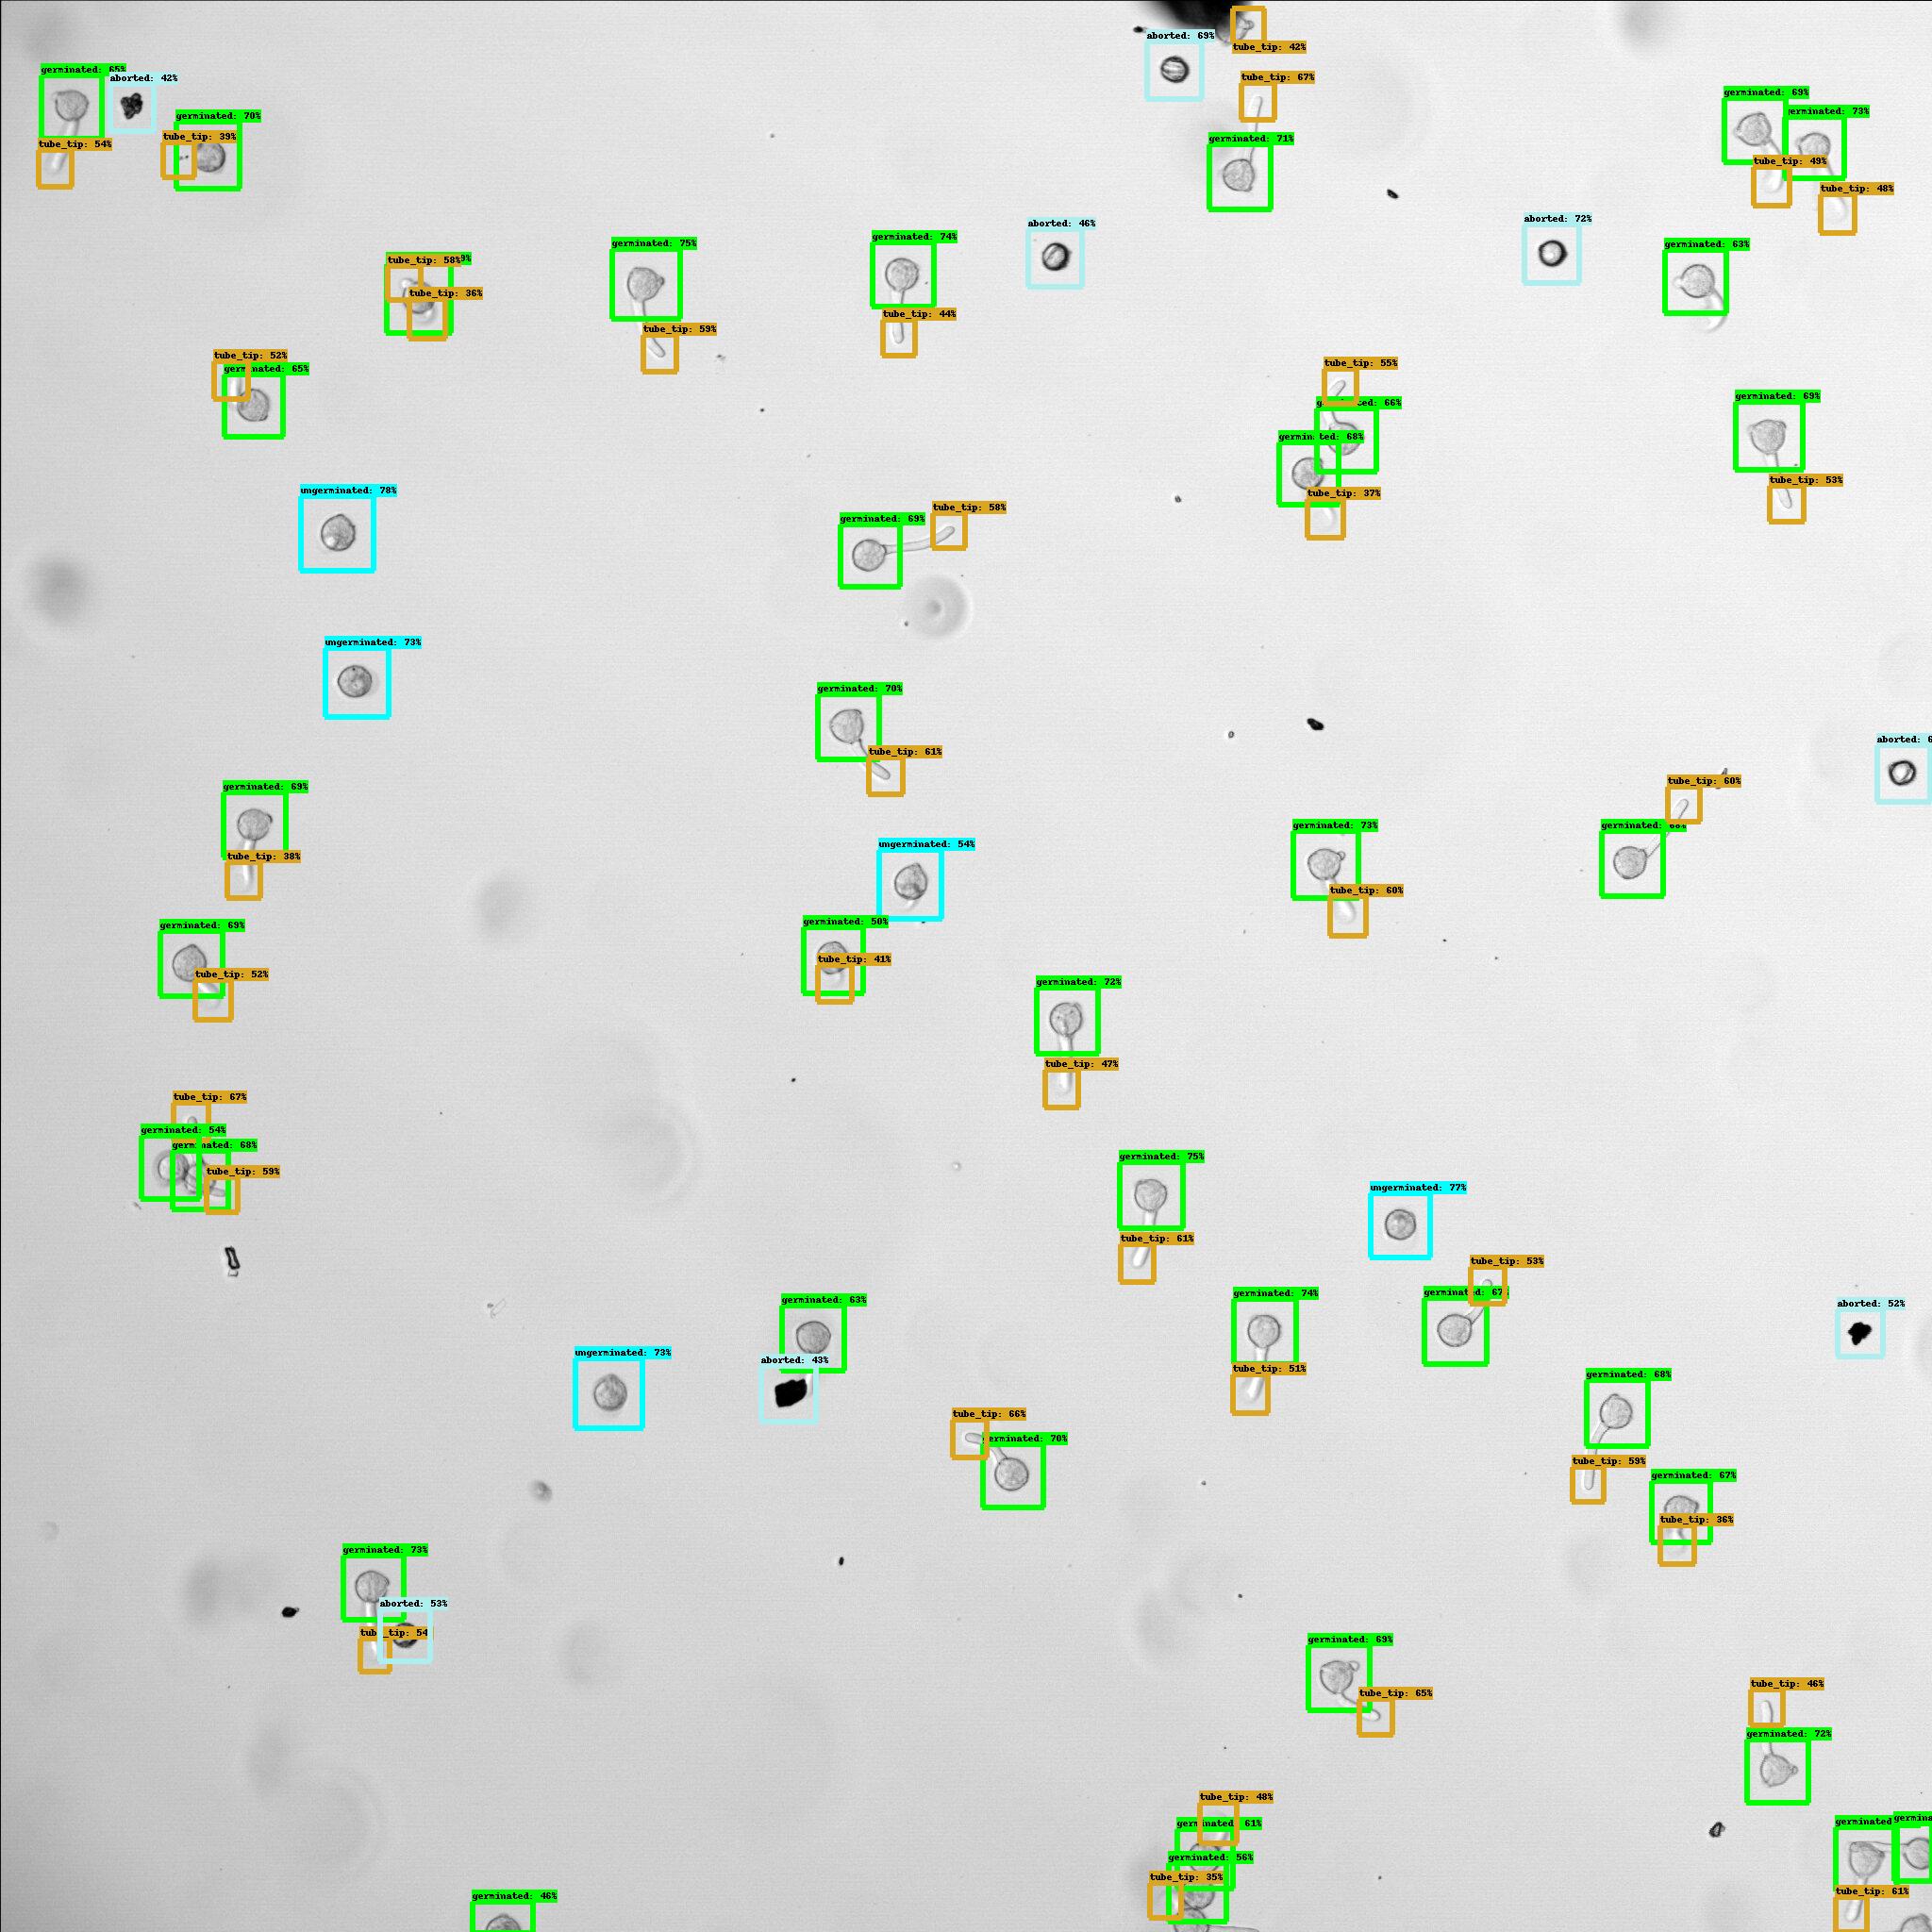 tube_tip: 42%
aborted: 69%
germinated: 65%
aborted: 42%
tube_tip: 67%
germinated: 69%
germinated: 73%
germinated: 70%
tube_tip: 39%
tube_tip: 54%
germinated: 71%
tube_tip: 49%
tube_tip: 48%
aborted: 46%
aborted: 72%
germinated: 75%
germinated: 74%
germinated: 63%
tube_tip: 58%
tube_tip: 36%
tube_tip: 59%
tube_tip: 44%
tube_tip: 52%
germinated: 65%
tube_tip: 55%
germinated: 69%
66%
germinated: 68%
tube_tip: 53%
ungerminated: 78%
tube_tip: 37%
tube_tip: 58%
germinated: 69%
ungerminated: 73%
germinated: 70%
aborted: 6
tube_tip: 61%
germinated: 69%
tube_tip: 60%
germinated: 73%
germinated:
ungerminated: 54%
tube_tip: 38%
tube_tip: 60%
germinated: 69%
germinated: 50%
tube_tip: 41%
tube_tip: 52%
germinated: 72%
tube_tip: 47%
tube_tip: 67%
germinated: 54%
germinated: 68%
tube_tip: 59%
germinated: 75%
ungerminated: 77%
tube_tip: 61%
tube_tip: 53%
germinated: 67
germinated: 74%
germinated: 63%
aborted: 52%
ungerminated: 73%
aborted: 43%
tube_tip: 51%
germinated: 68%
tube_tip: 66%
germinated: 70%
tube_tip: 59%
germinated: 67%
tube_tip: 36%
germinated: 73%
aborted: 53%
tube_tip: 54
germinated: 69%
tube_tip: 65%
tube_tip: 46%
germinated: 72%
tube_tip: 48%
germinated: 61%
germinated
germina
germinated: 56%
tube_tip: 35%
tube_tip: 61%
germinated: 46%